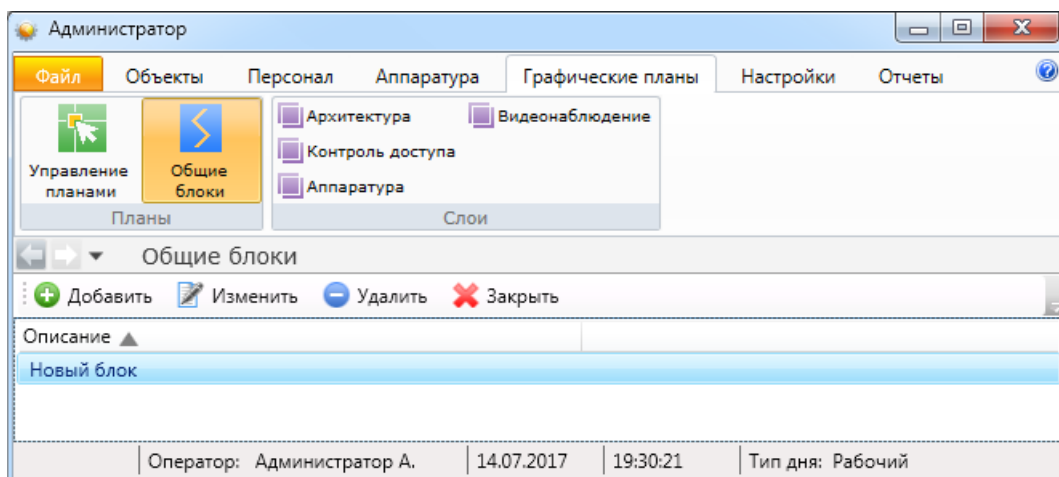 Администратор
Файл Объекты Персонал Аппаратура Графические планы Настройки Отчеты
Управление планами
Общие блоки
Планы
Архитектура Видеонаблюдение
Контроль доступа
Аппаратура
Слои
Общие блоки
Добавить Изменить Удалить Закрыть
Описание
Новый блок
Оператор: Администратор А. 14.07.2017 19:30:21 Тип дня: Рабочий